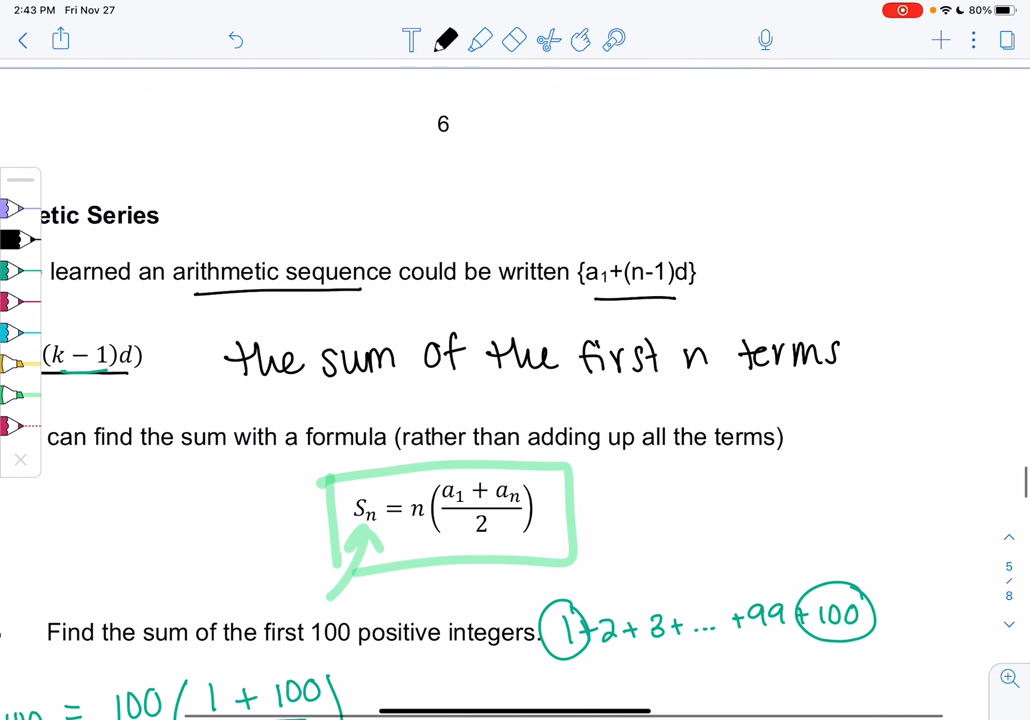 2:43 PM Fri Nov 27
80%
6
etic Series
learned an arithmetic sequence could be written {a₁+(n-1)d}
(k − 1)d)
the sum of the first n terms
can find the sum with a formula (rather than adding up all the terms)
Sₙ = n((a₁ + aₙ)/2)
5
/
8
Find the sum of the first 100 positive integers. 1+2+3+...+99+100
= 100(1 + 100)